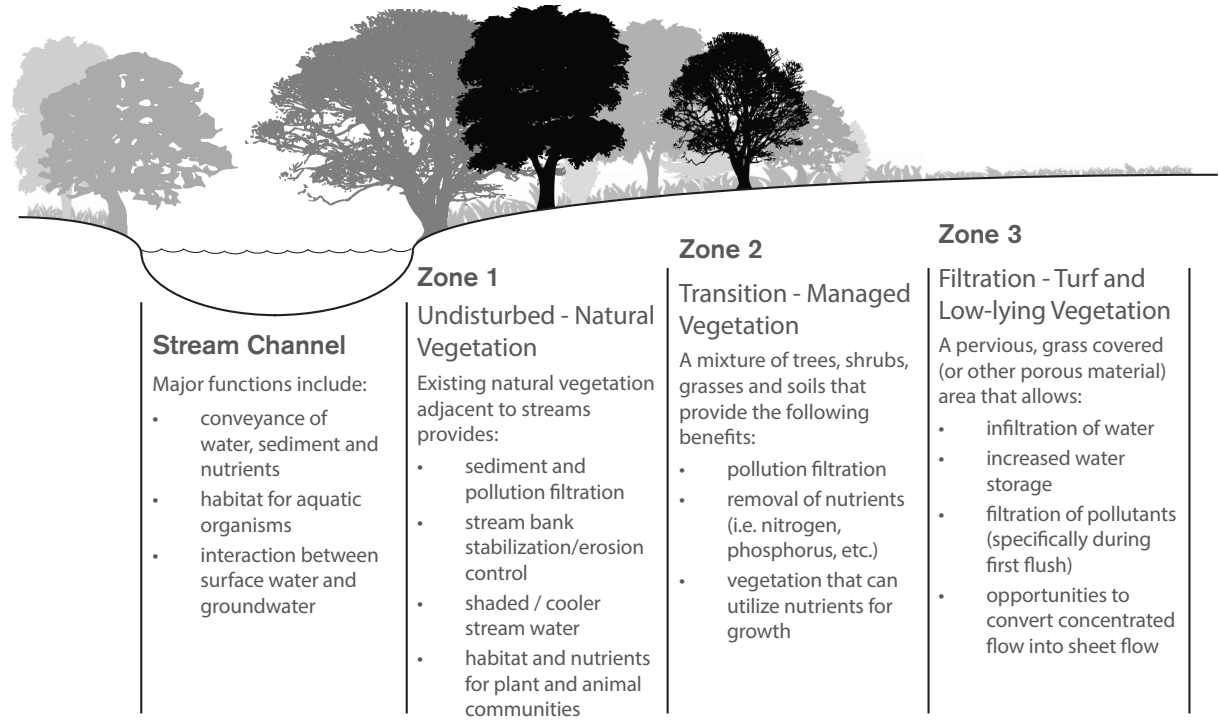 Stream Channel
Major functions include:
• conveyance of
water, sediment and
nutrients
• habitat for aquatic
organisms
• interaction between
surface water and
groundwater
Zone 1
Undisturbed - Natural
Vegetation
Existing natural vegetation
adjacent to streams
provides:
• sediment and
pollution filtration
• stream bank
stabilization/erosion
control
• shaded / cooler
stream water
• habitat and nutrients
for plant and animal
communities
Zone 2
Transition - Managed
Vegetation
A mixture of trees, shrubs,
grasses and soils that
provide the following
benefits:
• pollution filtration
• removal of nutrients
(i.e. nitrogen,
phosphorus, etc.)
• vegetation that can
utilize nutrients for
growth
Zone 3
Filtration - Turf and
Low-lying Vegetation
A pervious, grass covered
(or other porous material)
area that allows:
• infiltration of water
• increased water
storage
• filtration of pollutants
(specifically during
first flush)
• opportunities to
convert concentrated
flow into sheet flow